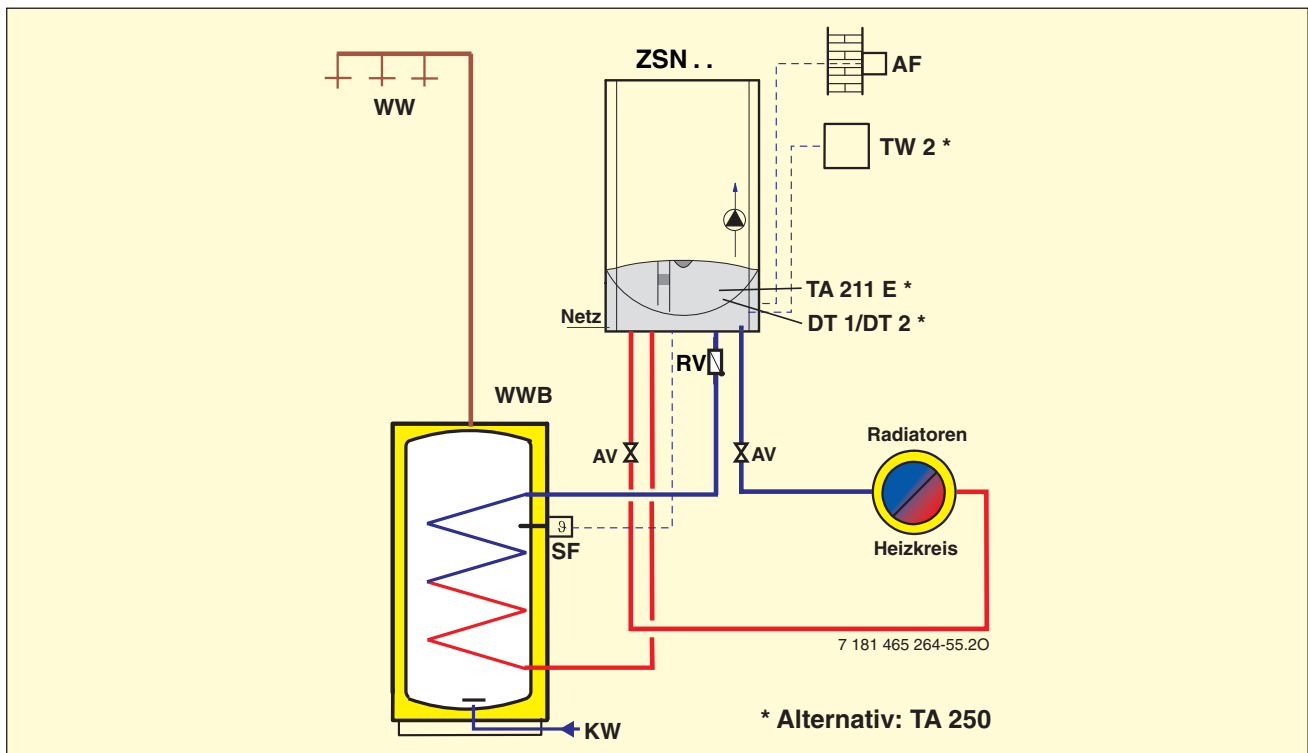 ZSN . .
AF
WW
TW 2 *
TA 211 E *
DT 1/DT 2 *
Netz
RV
WWB
AV
AV
Radiatoren
ϑ
SF
Heizkreis
7 181 465 264-55.2O
KW
* Alternativ: TA 250